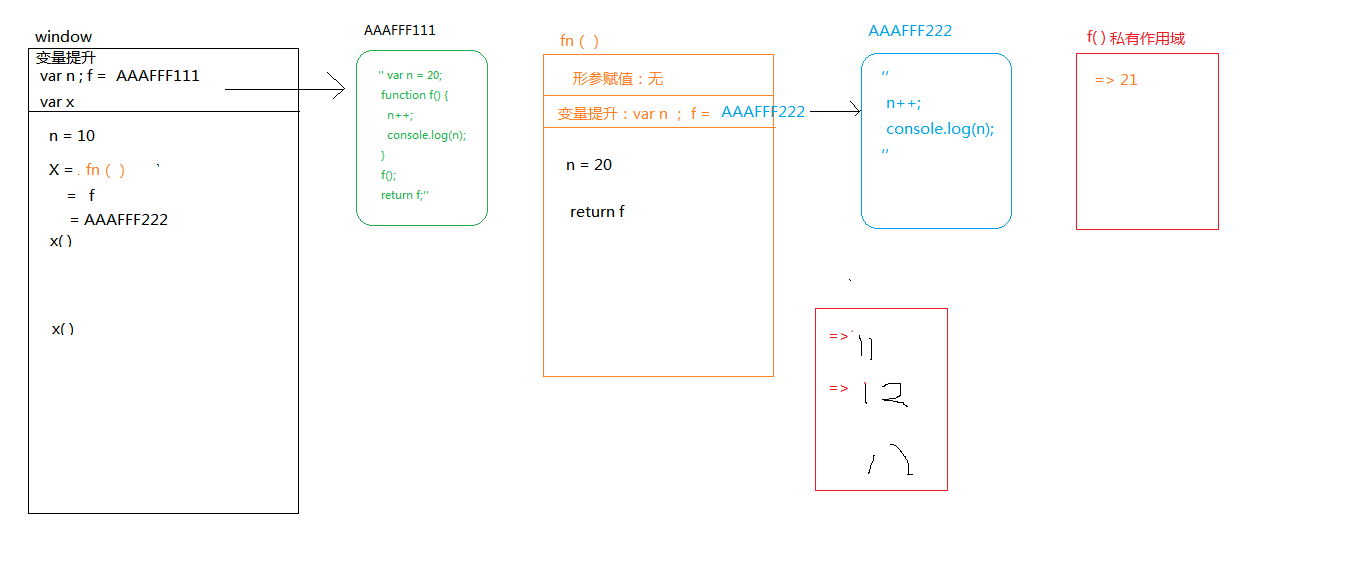 window
变量提升
var n ; f = AAAFFF111
var x
n = 10
X = . fn ( ) `
= f
= AAAFFF222
x( )
x( )
AAAFFF111
'' var n = 20;
function f() {
n++;
console.log(n);
}
f();
return f;''
fn ( )
形参赋值：无
变量提升：var n ; f = AAAFFF222
n = 20
return f
AAAFFF222
''
n++;
console.log(n);
''
f( ) 私有作用域
=> 21
=> 11
=> 12